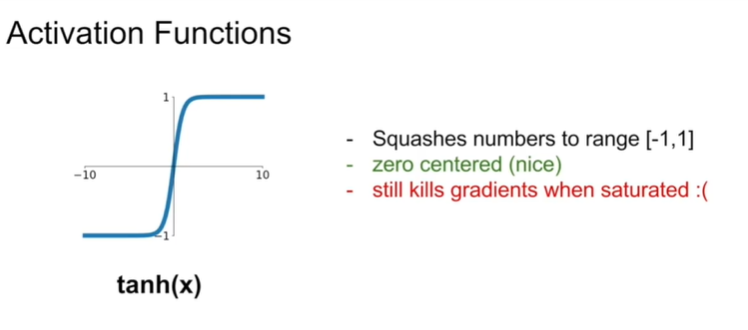 Activation Functions
1
- Squashes numbers to range [-1,1]
- zero centered (nice)
−10
10
- still kills gradients when saturated :(
−1
tanh(x)